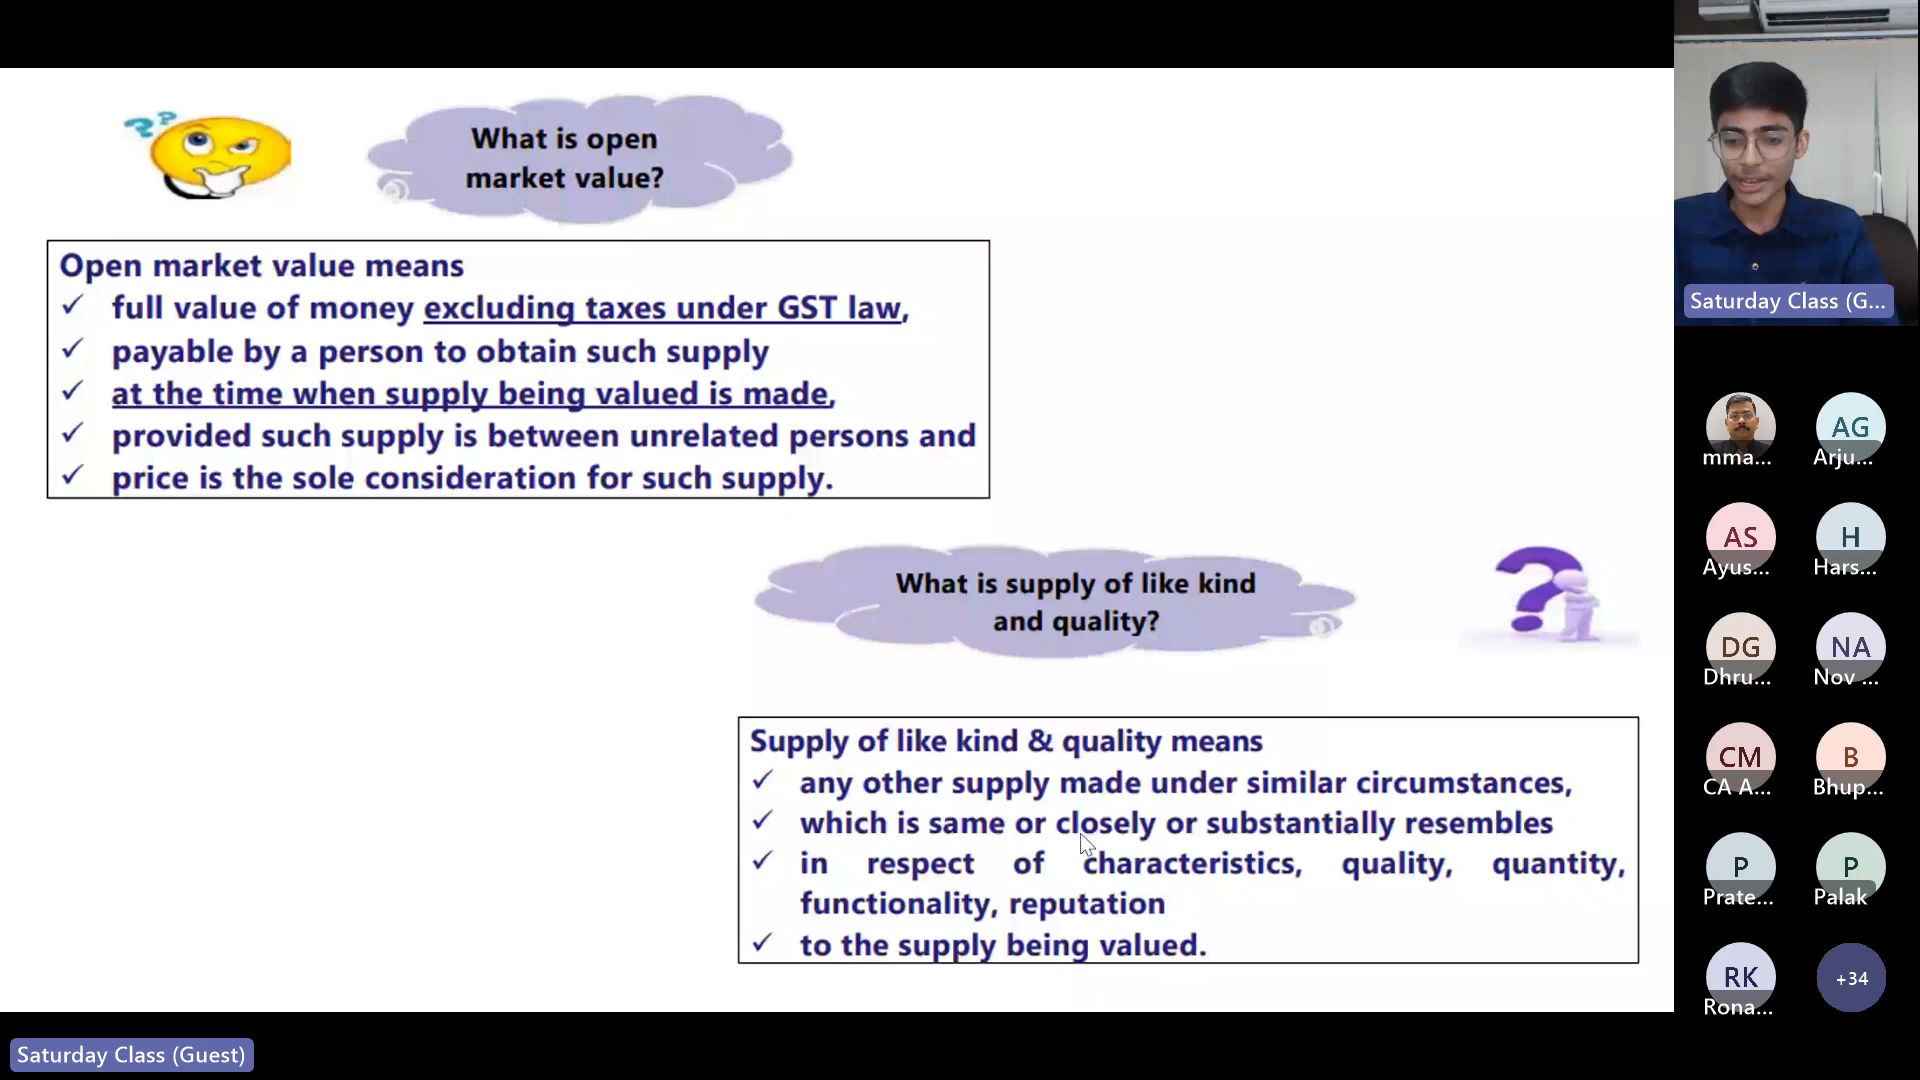 What is open
market value?
Open market value means
✓ full value of money excluding taxes under GST law,
✓ payable by a person to obtain such supply
✓ at the time when supply being valued is made,
✓ provided such supply is between unrelated persons and
✓ price is the sole consideration for such supply.
What is supply of like kind
and quality?
Supply of like kind & quality means
✓ any other supply made under similar circumstances,
✓ which is same or closely or substantially resembles
✓ in respect of characteristics, quality, quantity,
functionality, reputation
✓ to the supply being valued.
Saturday Class (G...
mma...
AG
Arju...
AS
Ayus...
H
Hars...
DG
Dhru...
NA
Nov ...
CM
CA A...
B
Bhup...
P
Prate...
P
Palak
RK
Rona...
+34
Saturday Class (Guest)